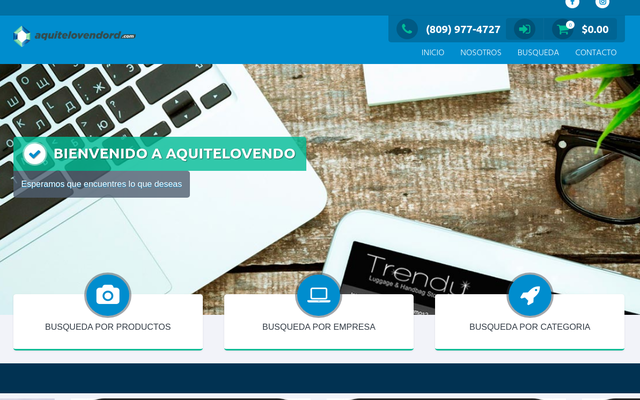 aquitelovendord.com
(809) 977-4727
0
$0.00
INICIO
NOSOTROS
BUSQUEDA
CONTACTO
BIENVENIDO A AQUITELOVENDO
Esperamos que encuentres lo que deseas
Trendy
Luggage & Handbag
BUSQUEDA POR PRODUCTOS
BUSQUEDA POR EMPRESA
BUSQUEDA POR CATEGORIA